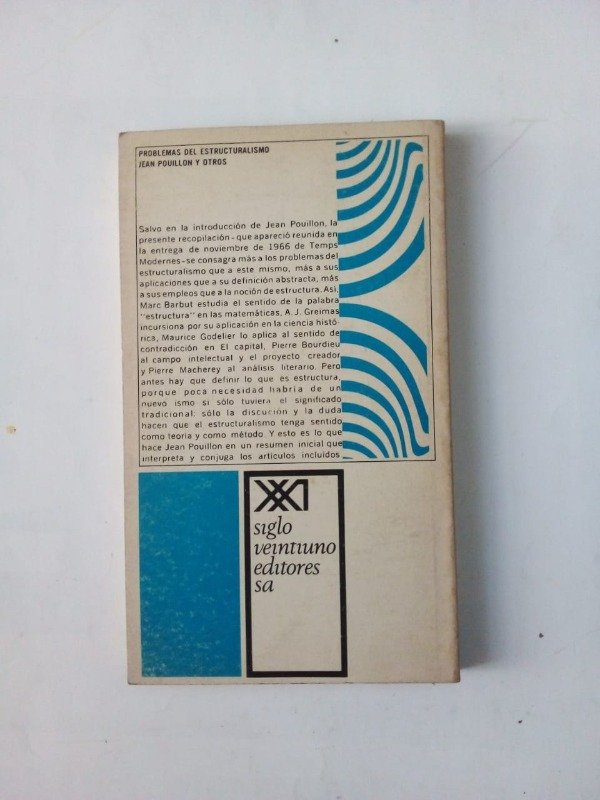 PROBLEMAS DEL ESTRUCTURALISMO
JEAN POUILLON Y OTROS
Salvo en la introducción de Jean Pouillon, la
presente recopilación - que apareció reunida en
la entrega de noviembre de 1966 de Temps
Modernes - se consagra más a los problemas del
estructuralismo que a este mismo, más a sus
aplicaciones que a su definición abstracta, más
a sus empleos que a la noción de estructura. Así,
Marc Barbut estudia el sentido de la palabra
"estructura" en las matemáticas, A. J. Greimas
incursiona por su aplicación en la ciencia histó-
rica, Maurice Godelier lo aplica al sentido de
contradicción en El capital, Pierre Bourdieu
al campo intelectual y el proyecto creador
y Pierre Macherey al análisis literario. Pero
antes hay que definir lo que es estructura,
porque poca necesidad habría de un
nuevo ismo si sólo tuviera el significado
tradicional: sólo la discución y la duda
hacen que el estructuralismo tenga sentido
como teoría y como método. Y esto es lo que
hace Jean Pouillon en un resumen inicial que
interpreta y conjuga los artículos incluidos
XXI
siglo
veintiuno
editores
sa